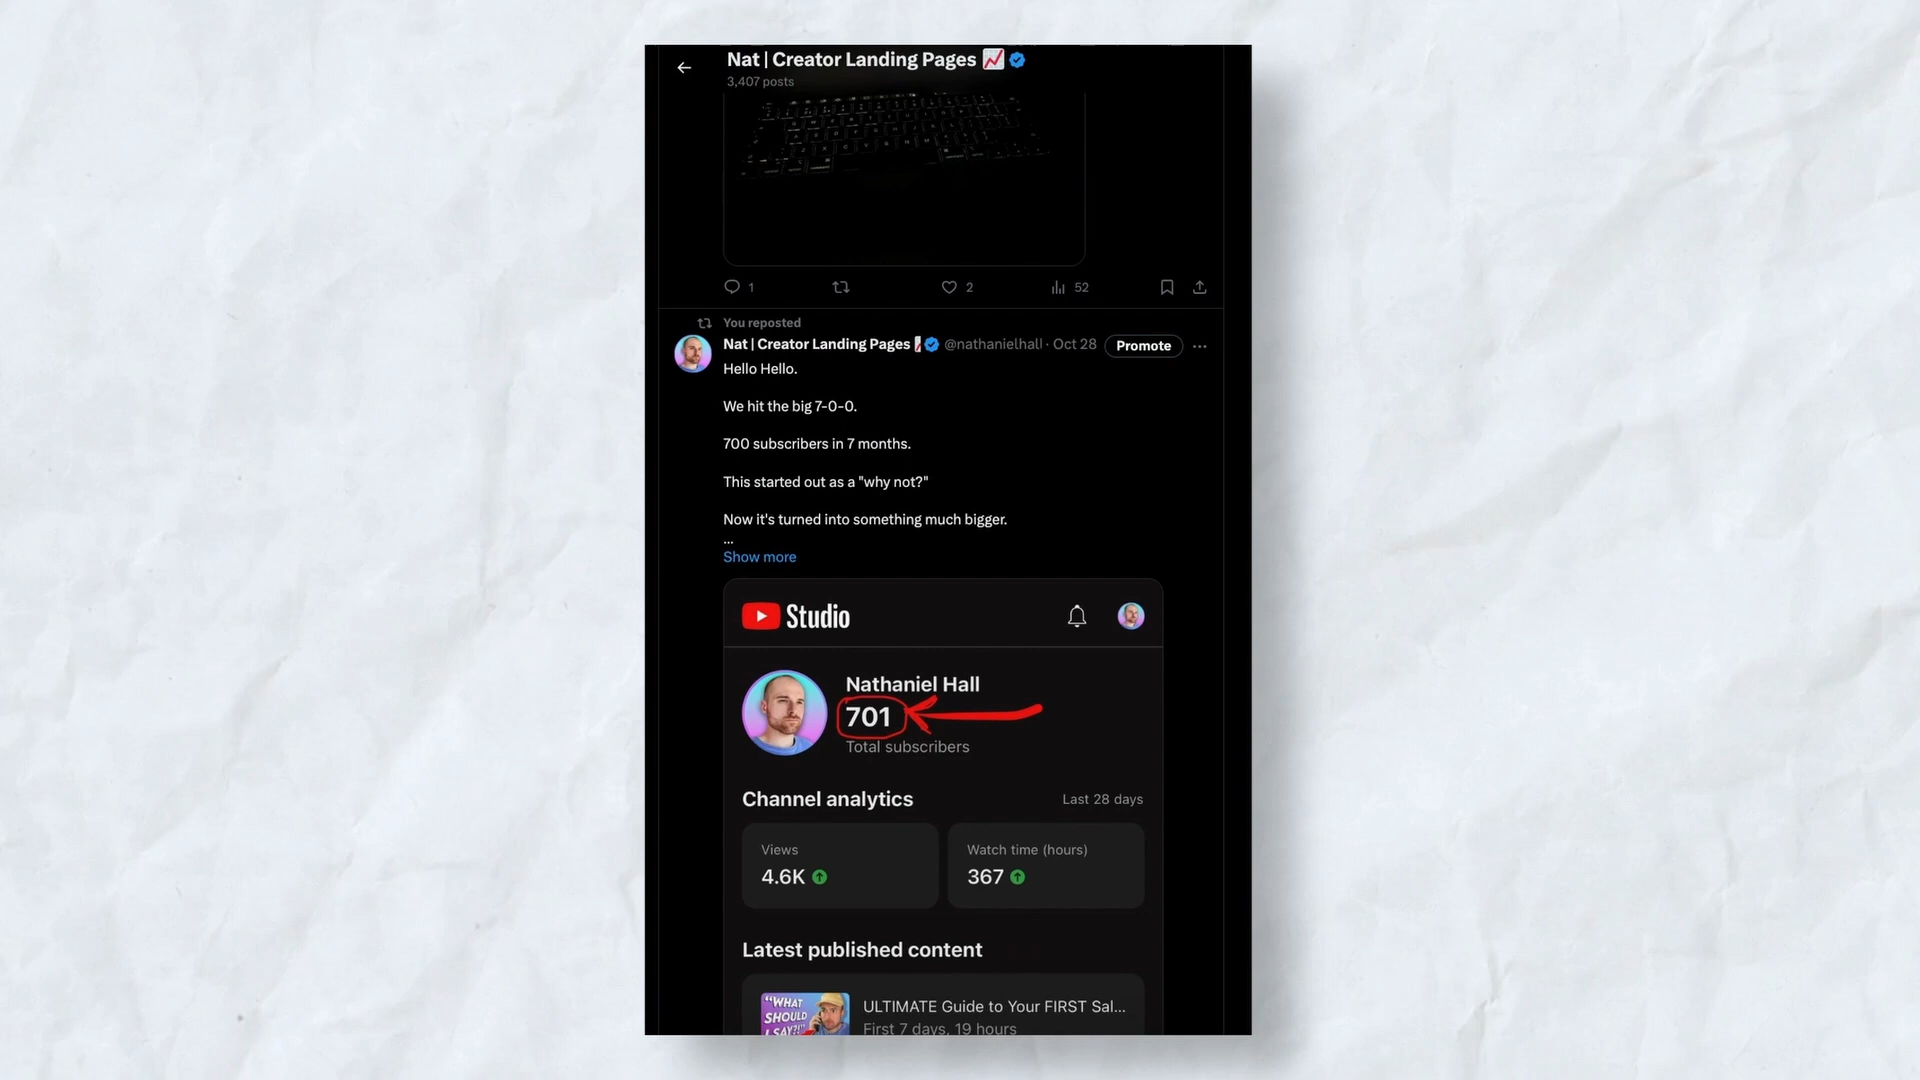 Nat | Creator Landing Pages 📈
3,407 posts
1
2
52
You reposted
Nat | Creator Landing Pages @nathanielhall · Oct 28
Promote
Hello Hello.
We hit the big 7-0-0.
700 subscribers in 7 months.
This started out as a "why not?"
Now it's turned into something much bigger.
...
Show more
Studio
Nathaniel Hall
701
Total subscribers
Channel analytics
Last 28 days
Views
Watch time (hours)
4.6K
367
Latest published content
"WHAT
SHOULD
I SAY?!"
ULTIMATE Guide to Your FIRST Sal...
First 7 days, 19 hours